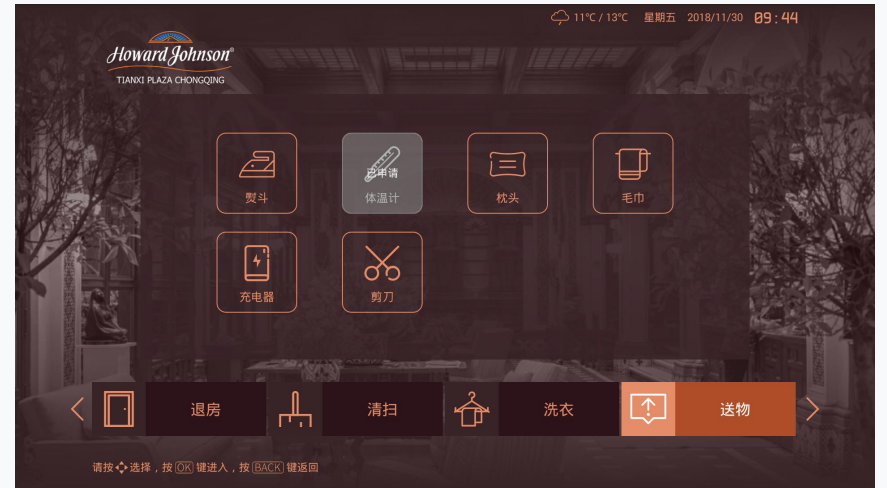 11°C / 13°C 星期五 2018/11/30 09:44
Howard Johnson®
TIANXI PLAZA CHONGQING
熨斗
已申请
体温计
枕头
毛巾
充电器
剪刀
退房
清扫
洗衣
送物
请按选择，按 OK 键进入，按 BACK 键返回